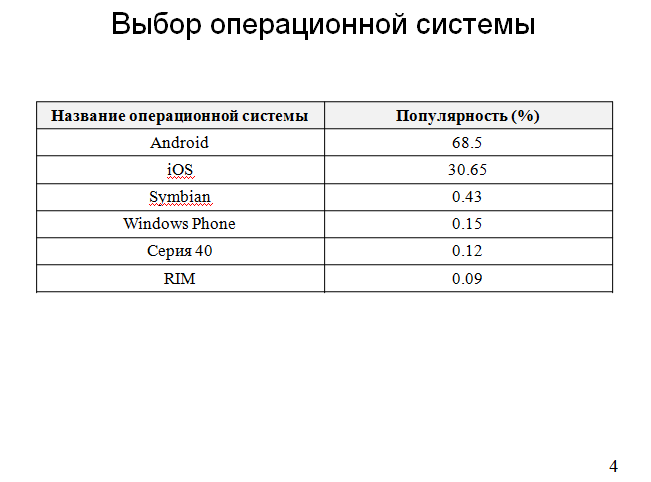 Выбор операционной системы
Название операционной системы Популярность (%)
Android 68.5
iOS 30.65
Symbian 0.43
Windows Phone 0.15
Серия 40 0.12
RIM 0.09
4